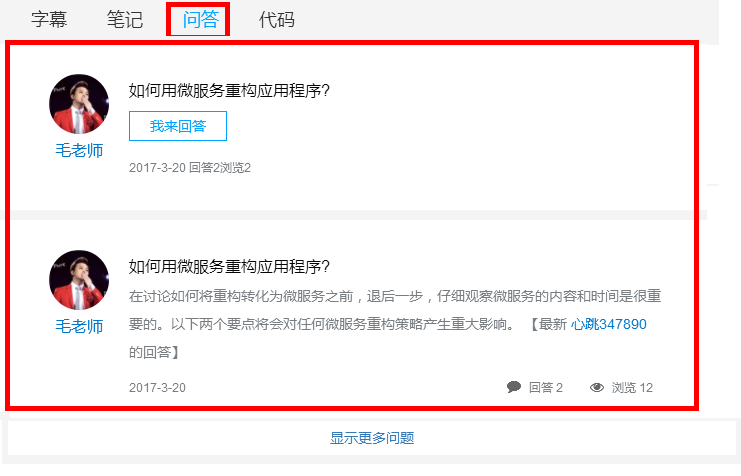 字幕 笔记 问答 代码
如何用微服务重构应用程序?
我来回答
毛老师
2017-3-20 回答2浏览2
如何用微服务重构应用程序?
在讨论如何将重构转化为微服务之前，退后一步，仔细观察微服务的内容和时间是很重
毛老师
要的。以下两个要点将会对任何微服务重构策略产生重大影响。 【最新 心跳347890
的回答】
2017-3-20 回答 2 浏览 12
显示更多问题